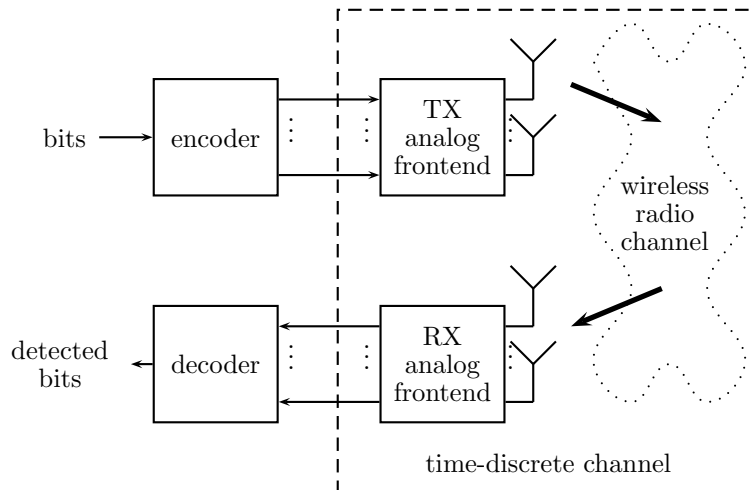 bits
encoder
TX
analog
frontend
wireless
radio
channel
detected
bits
decoder
RX
analog
frontend
time-discrete channel